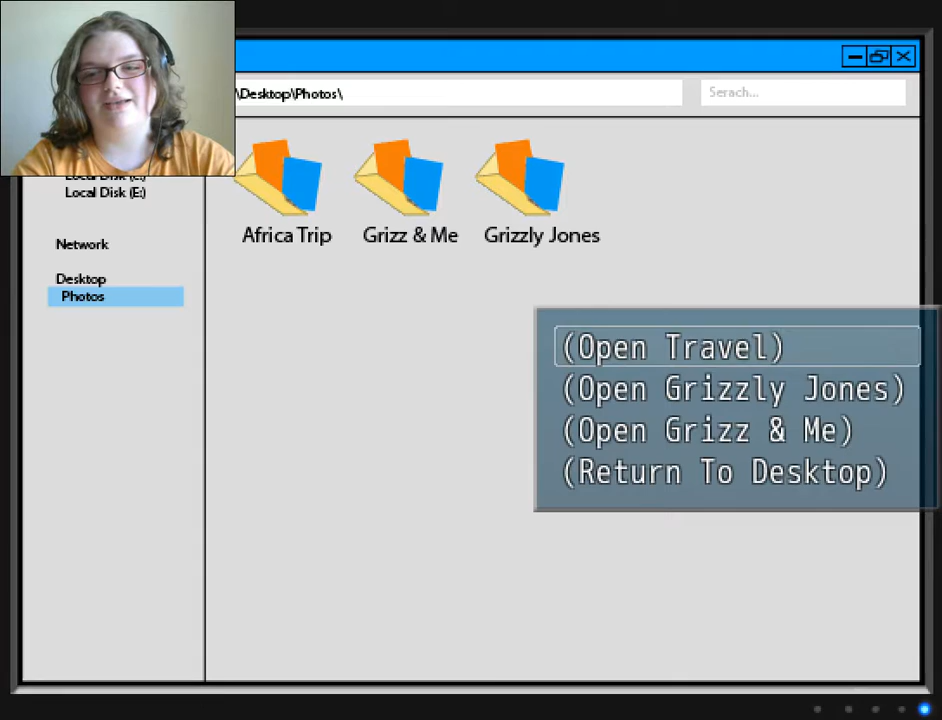 \Desktop\Photos\
Serach...
Local Disk (E:)
Network
Desktop
Photos
Africa Trip
Grizz & Me
Grizzly Jones
(Open Travel)
(Open Grizzly Jones)
(Open Grizz & Me)
(Return To Desktop)